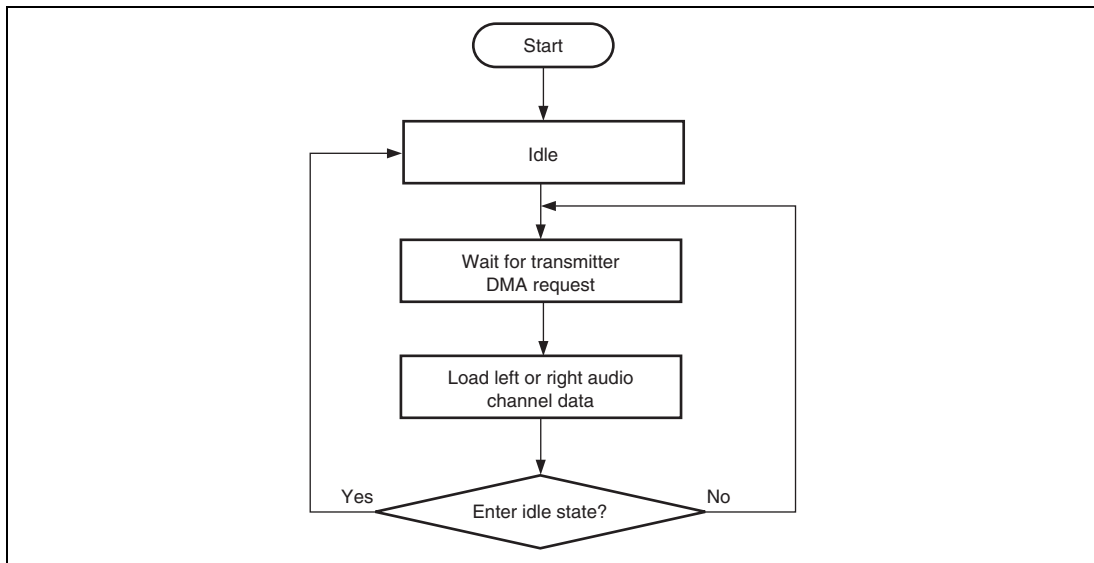 Start
Idle
Wait for transmitter
DMA request
Load left or right audio
channel data
Yes
No
Enter idle state?